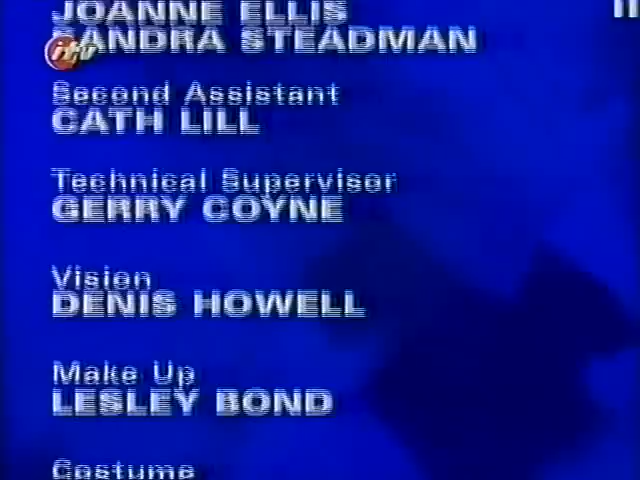 JOANNE ELLIS
SANDRA STEADMAN
itv
Second Assistant
CATH LILL
Technical Supervisor
GERRY COYNE
Vision
DENIS HOWELL
Make Up
LESLEY BOND
Costume